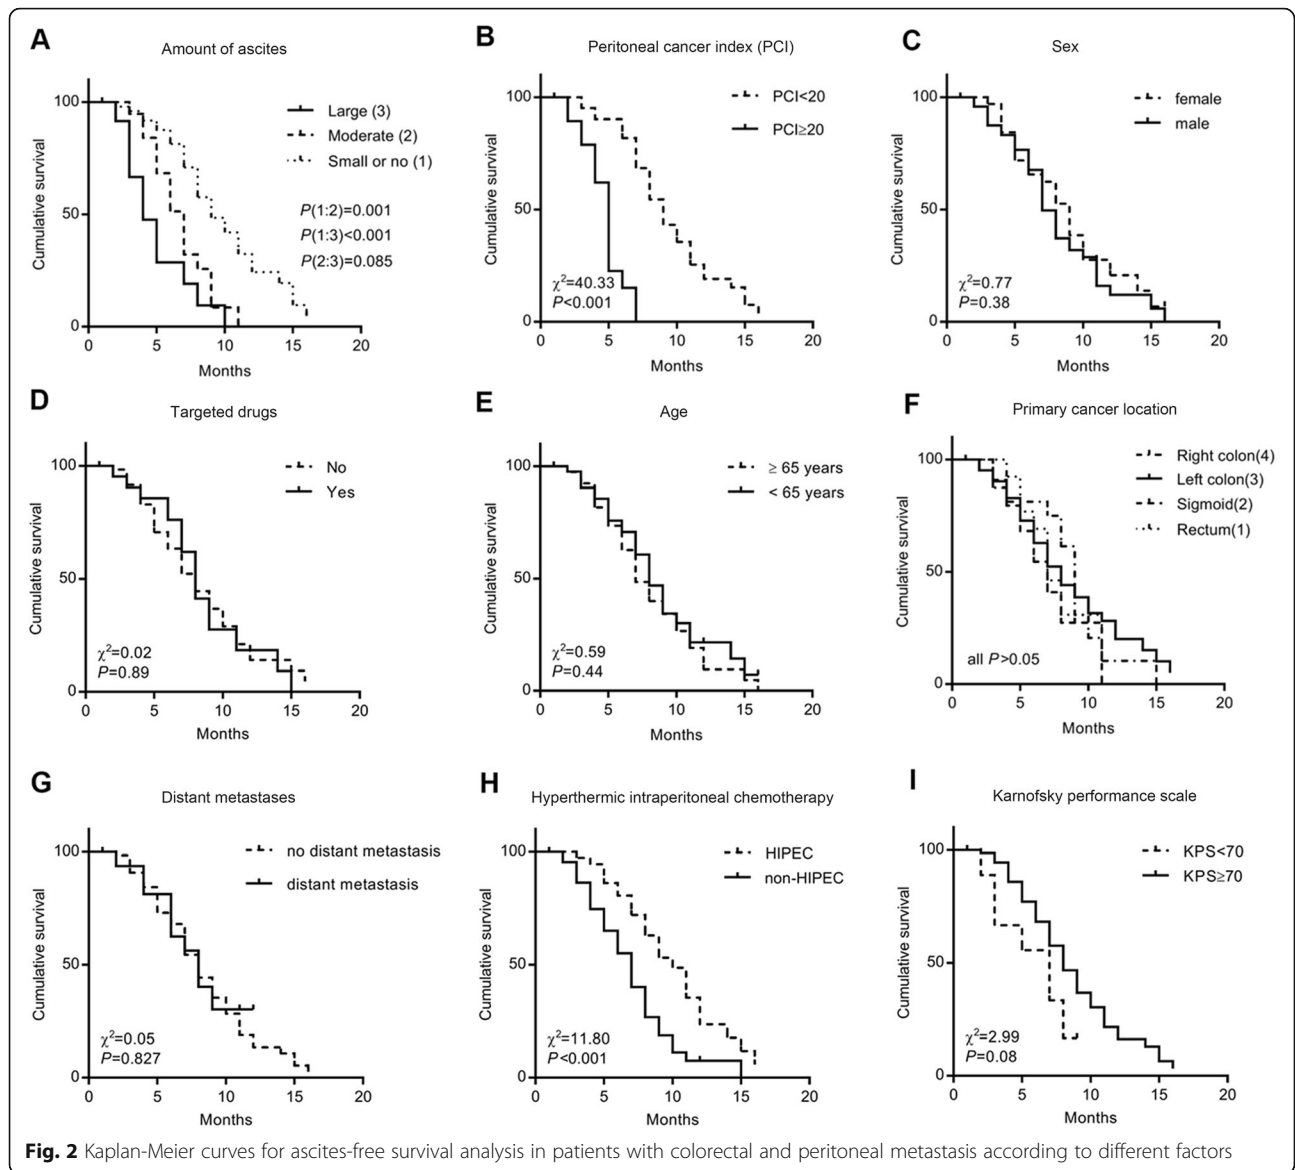 A
Amount of ascites
Cumulative survival
100
50
0
0 5 10 15 20
Months
Large (3)
Moderate (2)
Small or no (1)
P(1:2)=0.001
P(1:3)<0.001
P(2:3)=0.085
B
Peritoneal cancer index (PCI)
Cumulative survival
100
50
0
0 5 10 15 20
Months
PCI<20
PCI≥20
χ²=40.33
P<0.001
C
Sex
Cumulative survival
100
50
0
0 5 10 15 20
Months
female
male
χ²=0.77
P=0.38
D
Targeted drugs
Cumulative survival
100
50
0
0 5 10 15 20
Months
No
Yes
χ²=0.02
P=0.89
E
Age
Cumulative survival
100
50
0
0 5 10 15 20
Months
≥ 65 years
< 65 years
χ²=0.59
P=0.44
F
Primary cancer location
Cumulative survival
100
50
0
0 5 10 15 20
Months
Right colon(4)
Left colon(3)
Sigmoid(2)
Rectum(1)
all P>0.05
G
Distant metastases
Cumulative survival
100
50
0
0 5 10 15 20
Months
no distant metastasis
distant metastasis
χ²=0.05
P=0.827
H
Hyperthermic intraperitoneal chemotherapy
Cumulative survival
100
50
0
0 5 10 15 20
Months
HIPEC
non-HIPEC
χ²=11.80
P<0.001
I
Karnofsky performance scale
Cumulative survival
100
50
0
0 5 10 15 20
Months
KPS<70
KPS≥70
χ²=2.99
P=0.08
Fig. 2 Kaplan-Meier curves for ascites-free survival analysis in patients with colorectal and peritoneal metastasis according to different factors